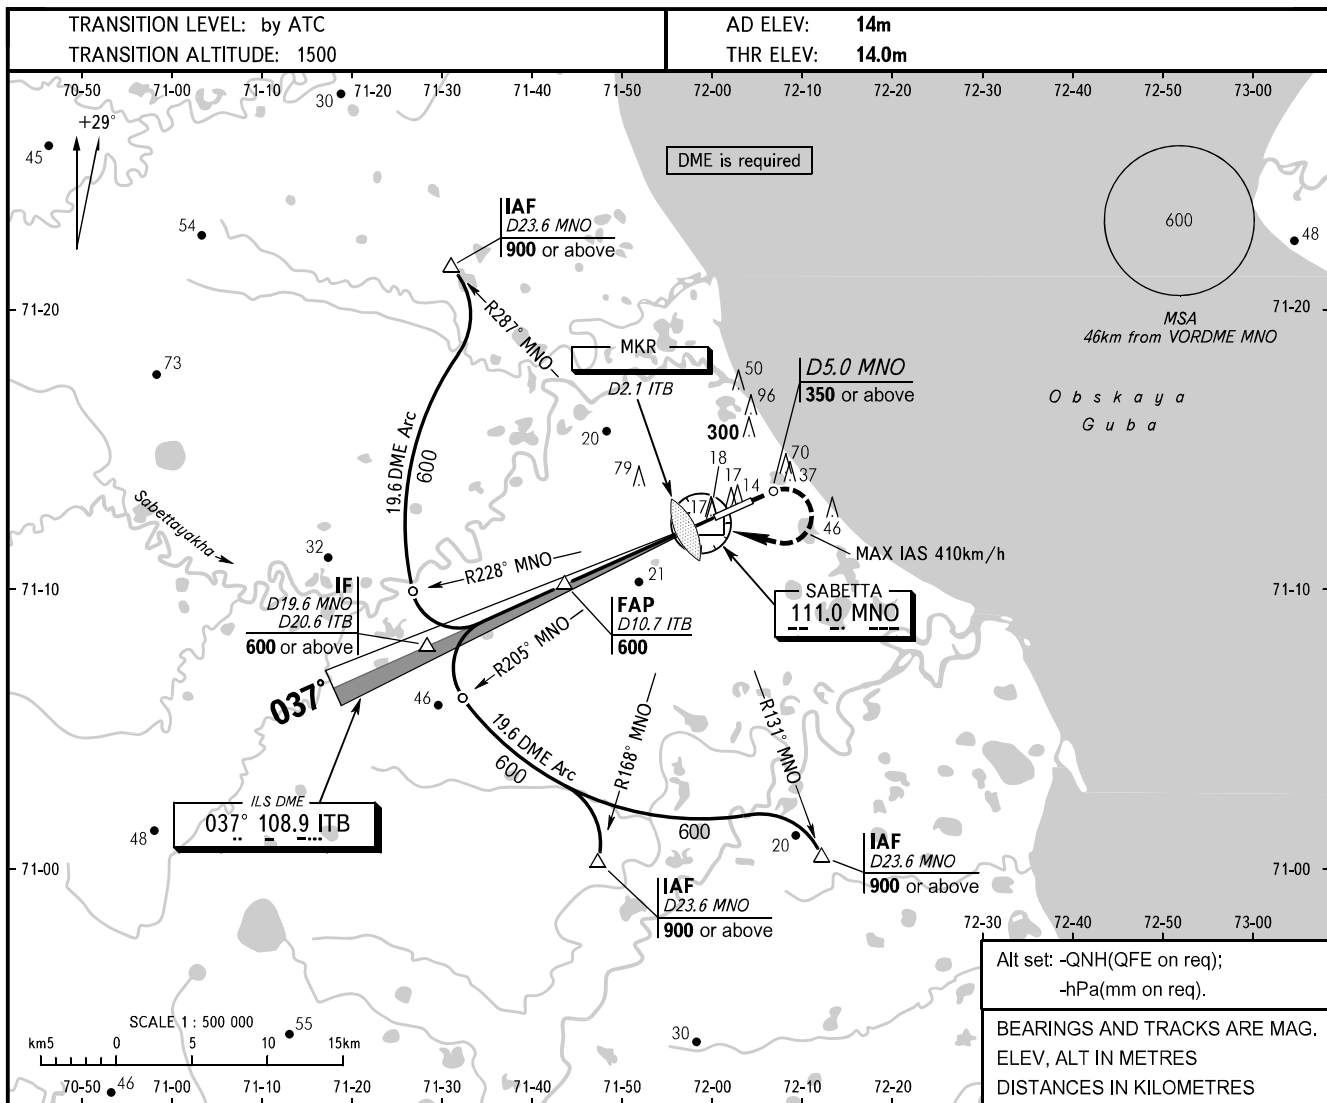 TRANSITION LEVEL: by ATC
TRANSITION ALTITUDE: 1500
AD ELEV: 14m
THR ELEV: 14.0m
70-50 71-00 71-10 71-20 71-30 71-40 71-50 72-00 72-10 72-20 72-30 72-40 72-50 73-00
30
+29°
45
DME is required
54
IAF
D23.6 MNO
900 or above
600
48
71-20
71-20
MSA
46km from VORDME MNO
R287° MNO
MKR
D2.1 ITB
73
50
96
300
D5.0 MNO
350 or above
Obskaya
Guba
20
79
18
17
17
14
70
37
46
19.6 DME Arc
600
Sabettayakha
32
MAX IAS 410km/h
R228° MNO
IF
D19.6 MNO
D20.6 ITB
600 or above
21
71-10
71-10
FAP
D10.7 ITB
600
SABETTA
111.0 MNO
R205° MNO
037°
46
19.6 DME Arc
600
R168° MNO
R131° MNO
ILS DME
037° 108.9 ITB
48
600
20
IAF
D23.6 MNO
900 or above
71-00
71-00
IAF
D23.6 MNO
900 or above
72-30 72-40 72-50 73-00
Alt set: -QNH(QFE on req);
-hPa(mm on req).
SCALE 1 : 500 000
55
30
km5 0 5 10 15km
BEARINGS AND TRACKS ARE MAG.
ELEV, ALT IN METRES
DISTANCES IN KILOMETRES
70-50 71-00 71-10 71-20 71-30 71-40 71-50 72-00 72-10 72-20
46